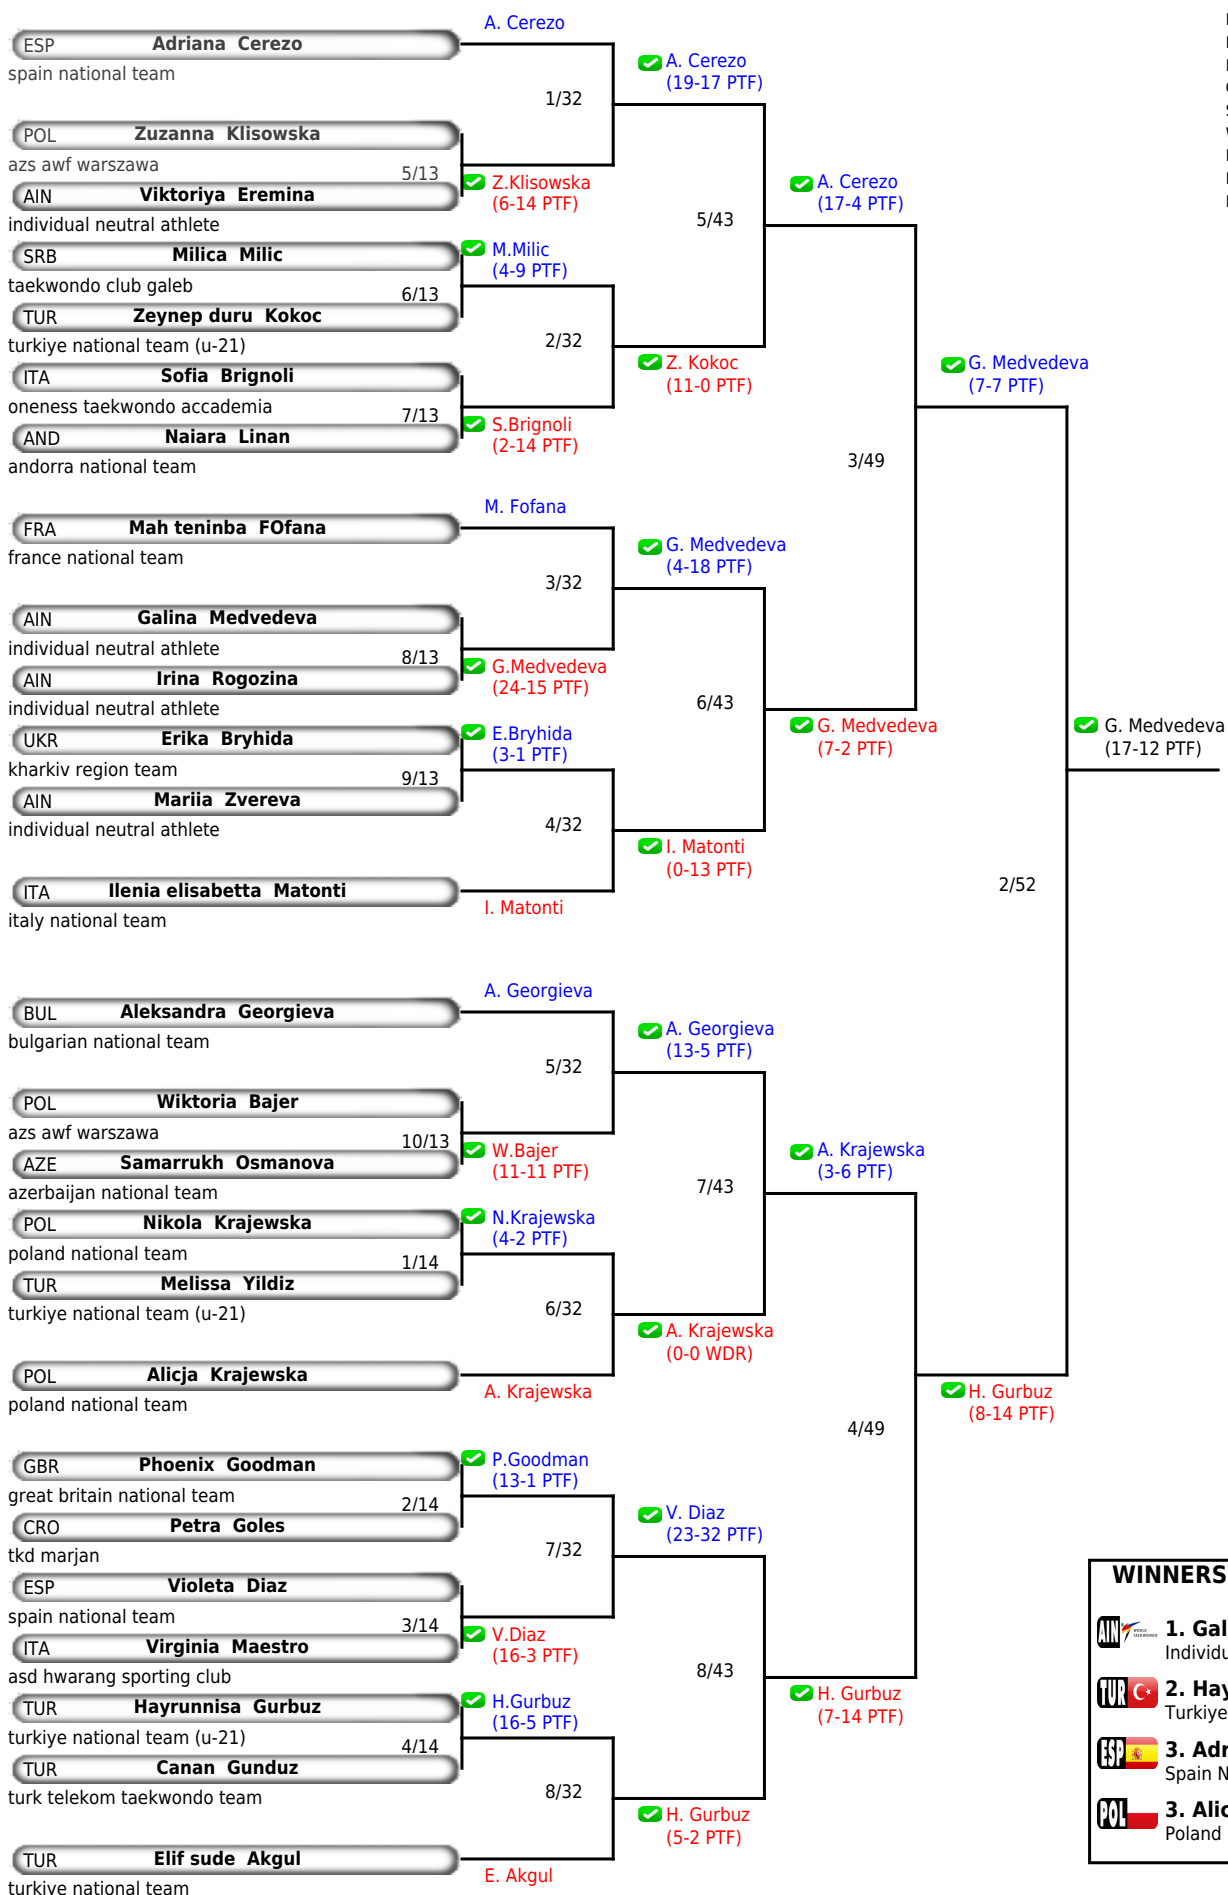 ESP Adriana Cerezo
spain national team
POL Zuzanna Klisowska
azs awf warszawa
5/13
AIN Viktoriya Eremina
individual neutral athlete
SRB Milica Milic
taekwondo club galeb
6/13
TUR Zeynep duru Kokoc
turkiye national team (u-21)
ITA Sofia Brignoli
oneness taekwondo accademia
7/13
AND Naiara Linan
andorra national team
FRA Mah teninba FOfana
france national team
AIN Galina Medvedeva
individual neutral athlete
8/13
AIN Irina Rogozina
individual neutral athlete
UKR Erika Bryhida
kharkiv region team
9/13
AIN Mariia Zvereva
individual neutral athlete
ITA Ilenia elisabetta Matonti
italy national team
BUL Aleksandra Georgieva
bulgarian national team
POL Wiktoria Bajer
azs awf warszawa
10/13
AZE Samarrukh Osmanova
azerbaijan national team
POL Nikola Krajewska
poland national team
1/14
TUR Melissa Yildiz
turkiye national team (u-21)
POL Alicja Krajewska
poland national team
GBR Phoenix Goodman
great britain national team
2/14
CRO Petra Goles
tkd marjan
ESP Violeta Diaz
spain national team
3/14
ITA Virginia Maestro
asd hwarang sporting club
TUR Hayrunnisa Gurbuz
turkiye national team (u-21)
4/14
TUR Canan Gunduz
turk telekom taekwondo team
TUR Elif sude Akgul
turkiye national team
A. Cerezo
1/32
Z.Klisowska
(6-14 PTF)
M.Milic
(4-9 PTF)
2/32
S.Brignoli
(2-14 PTF)
M. Fofana
3/32
G.Medvedeva
(24-15 PTF)
E.Bryhida
(3-1 PTF)
4/32
I. Matonti
A. Georgieva
5/32
W.Bajer
(11-11 PTF)
N.Krajewska
(4-2 PTF)
6/32
A. Krajewska
P.Goodman
(13-1 PTF)
7/32
V.Diaz
(16-3 PTF)
H.Gurbuz
(16-5 PTF)
8/32
E. Akgul
A. Cerezo
(19-17 PTF)
5/43
Z. Kokoc
(11-0 PTF)
G. Medvedeva
(4-18 PTF)
6/43
I. Matonti
(0-13 PTF)
A. Georgieva
(13-5 PTF)
7/43
A. Krajewska
(0-0 WDR)
V. Diaz
(23-32 PTF)
8/43
H. Gurbuz
(5-2 PTF)
A. Cerezo
(17-4 PTF)
3/49
G. Medvedeva
(7-2 PTF)
A. Krajewska
(3-6 PTF)
4/49
H. Gurbuz
(7-14 PTF)
G. Medvedeva
(7-7 PTF)
2/52
H. Gurbuz
(8-14 PTF)
G. Medvedeva
(17-12 PTF)
WINNERS
AIN 1. Gal
Individu
TUR 2. Hay
Turkiye
ESP 3. Adr
Spain N
POL 3. Alic
Poland